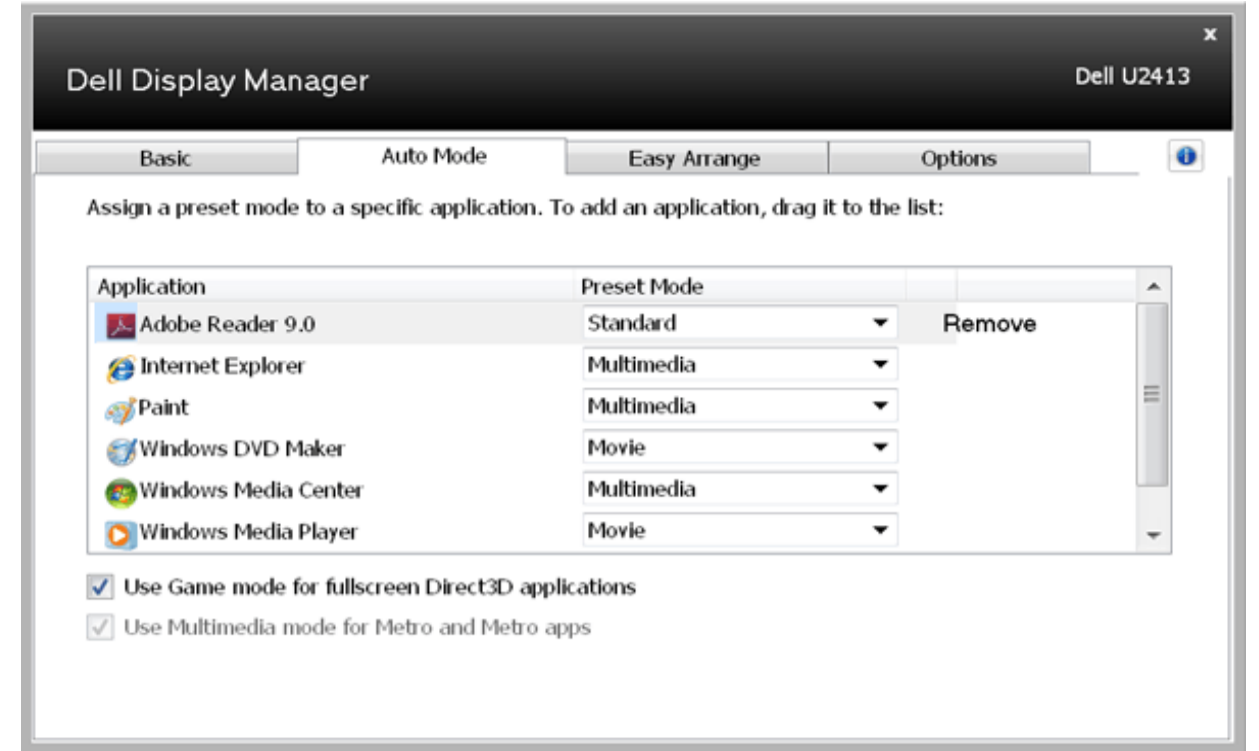 x
Dell Display Manager Dell U2413
Basic Auto Mode Easy Arrange Options
Assign a preset mode to a specific application. To add an application, drag it to the list:
Application Preset Mode
Adobe Reader 9.0 Standard Remove
Internet Explorer Multimedia
Paint Multimedia
Windows DVD Maker Movie
Windows Media Center Multimedia
Windows Media Player Movie
Use Game mode for fullscreen Direct3D applications
Use Multimedia mode for Metro and Metro apps